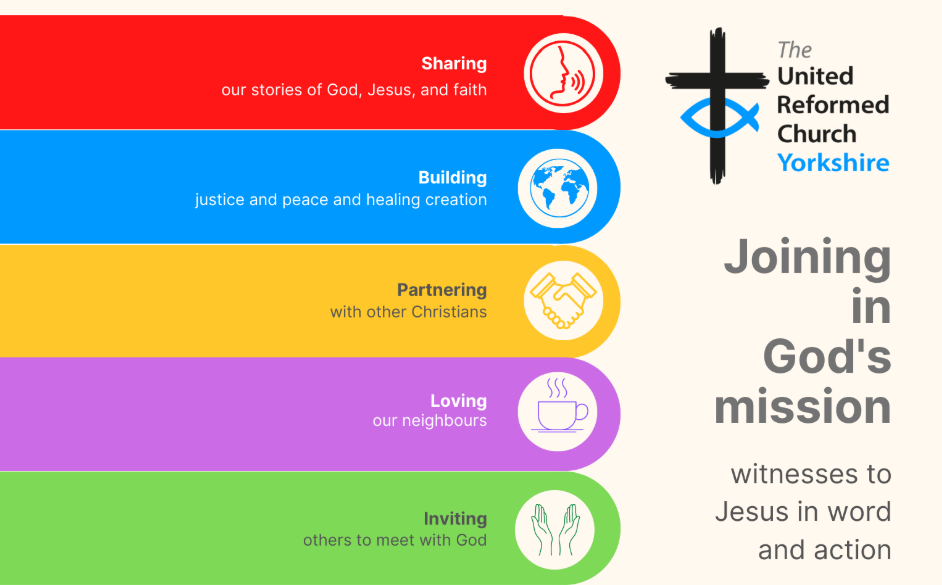 Sharing
our stories of God, Jesus, and faith
Building
justice and peace and healing creation
Partnering
with other Christians
Loving
our neighbours
Inviting
others to meet with God
The
United
Reformed
Church
Yorkshire
Joining
in
God's
mission
witnesses to
Jesus in word
and action